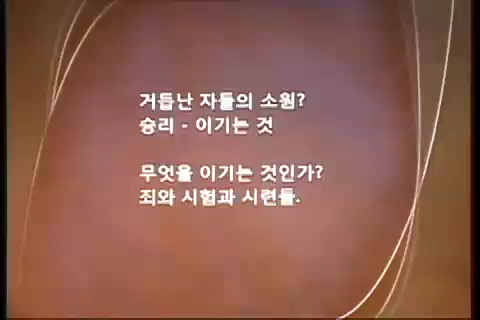 거듭난 자들의 소원?
승리 - 이기는 것
무엇을 이기는 것인가?
죄와 시험과 시련들.